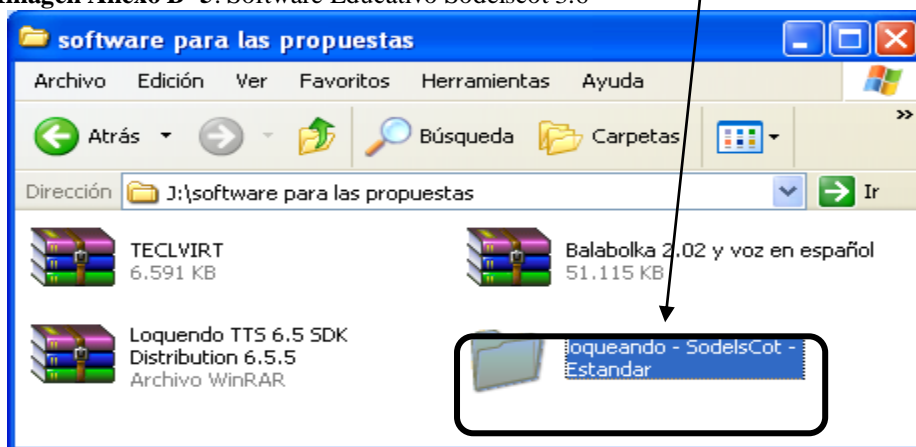 Imagen Anexo D 3. Software Educativo Sodelscot 3.6
software para las propuestas
Archivo Edición Ver Favoritos Herramientas Ayuda
Atrás Búsqueda Carpetas »
Dirección J:\software para las propuestas Ir
TECLVIRT
6.591 KB
Balabolka 2.02 y voz en español
51.115 KB
Loquendo TTS 6.5 SDK
Distribution 6.5.5
Archivo WinRAR
loqueando - SodelsCot -
Estandar